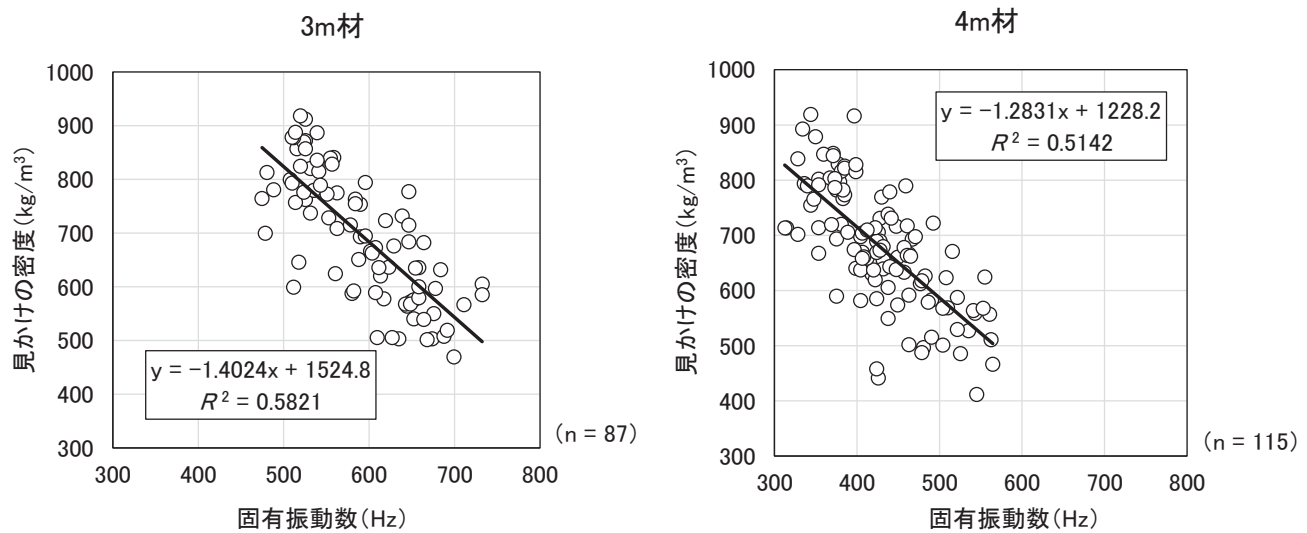 3m材
1000
900
800
700
600
500
400
300
見かけの密度(kg/m³)
y = −1.4024x + 1524.8
R² = 0.5821
300 400 500 600 700 800
固有振動数(Hz)
(n = 87)
4m材
1000
900
800
700
600
500
400
300
見かけの密度(kg/m³)
y = −1.2831x + 1228.2
R² = 0.5142
300 400 500 600 700 800
固有振動数(Hz)
(n = 115)